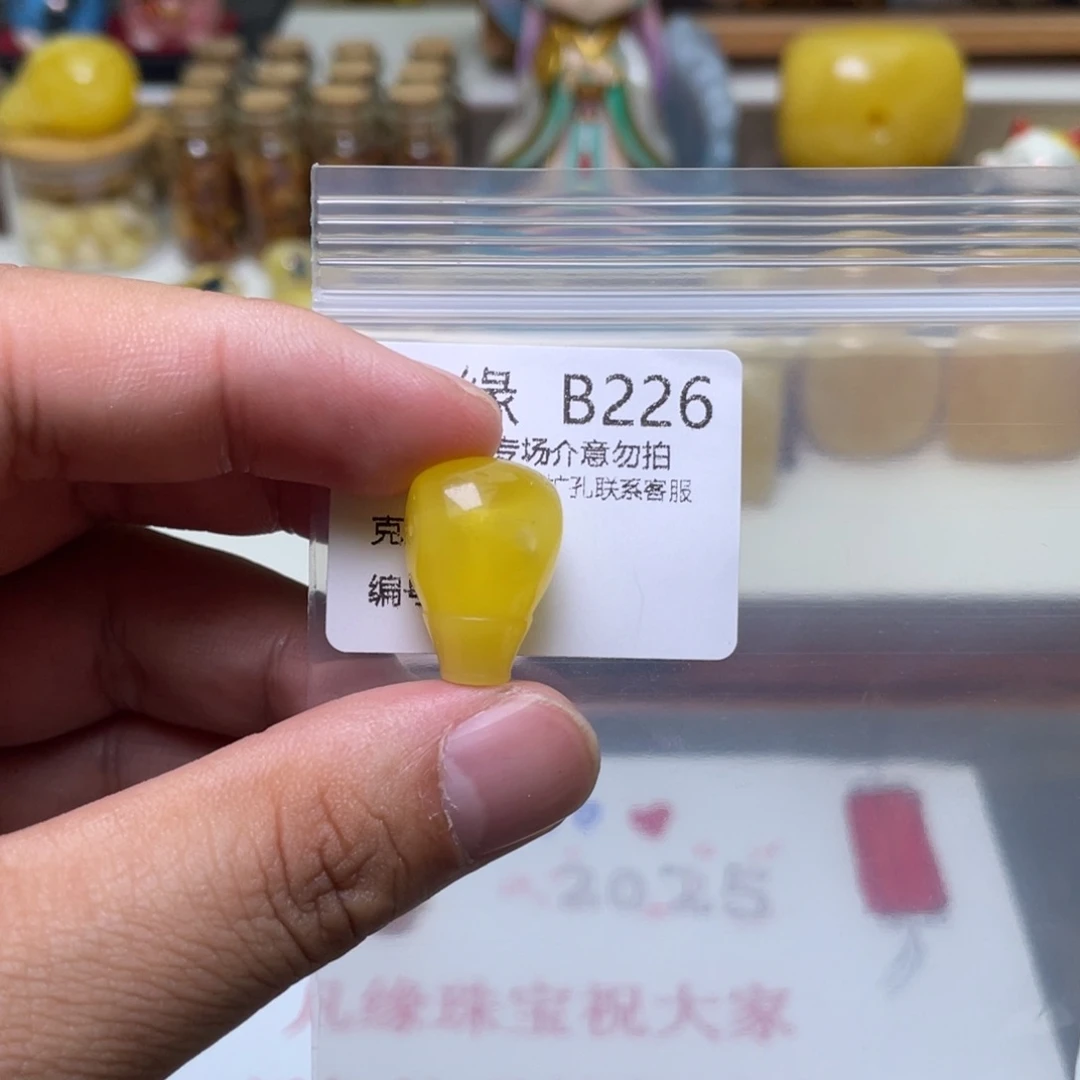 缘 B226
专场介意勿拍
扩孔联系客服
克
编号
2025
凡缘珠宝祝大家